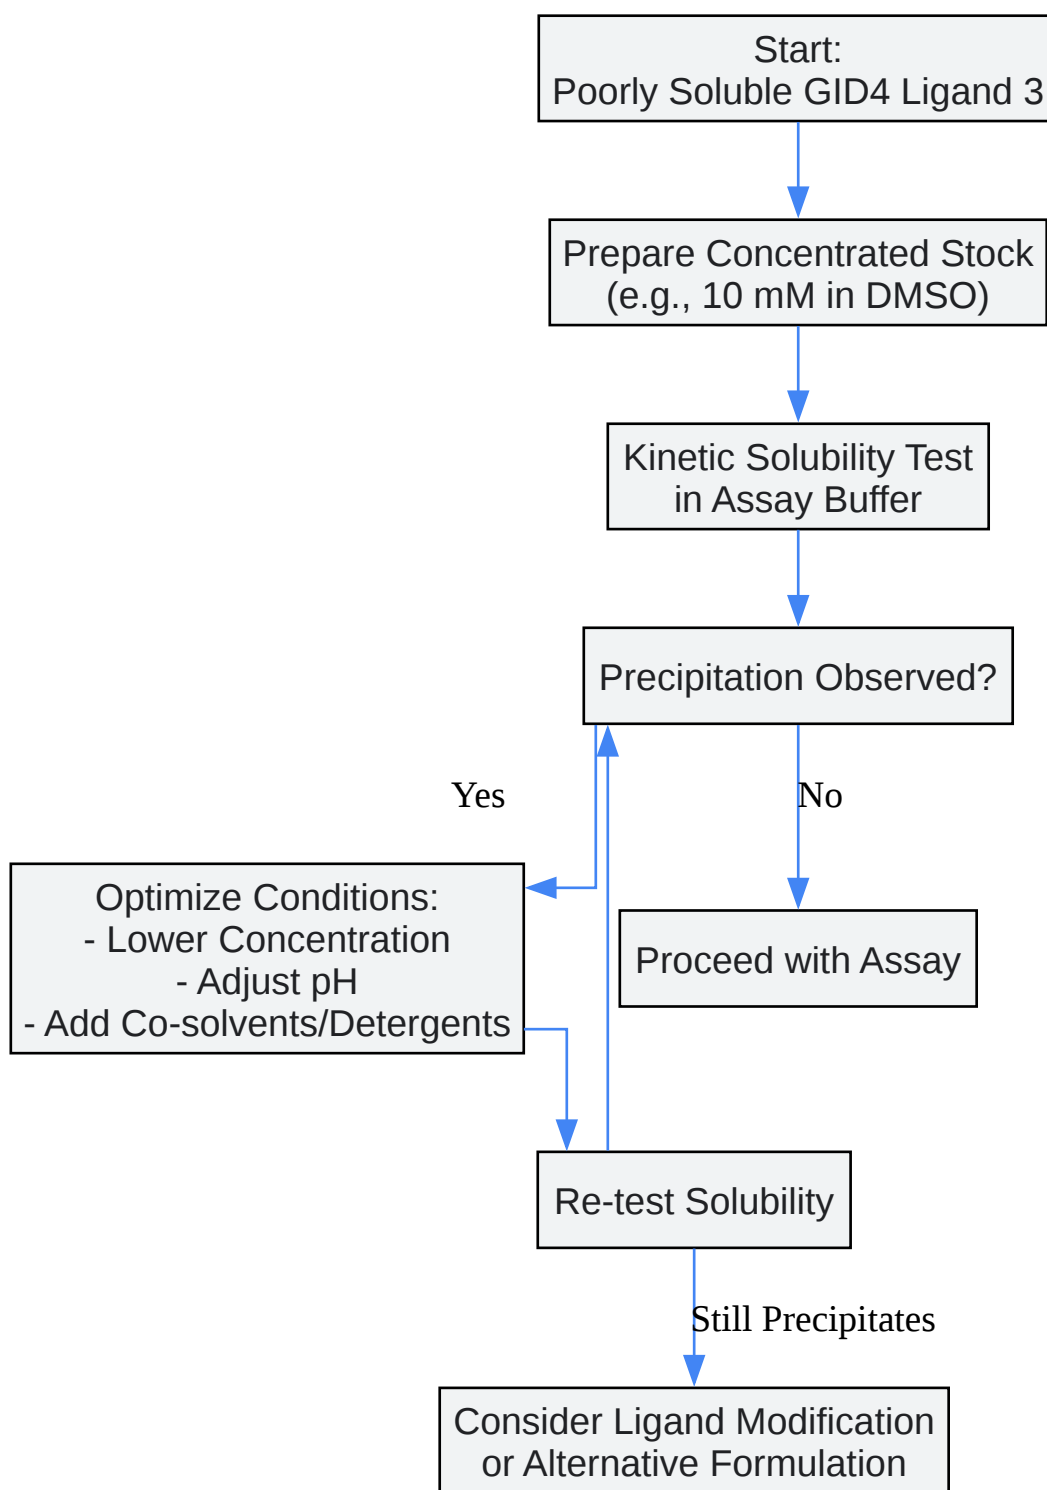 Start:
Poorly Soluble GID4 Ligand 3
Prepare Concentrated Stock
(e.g., 10 mM in DMSO)
Kinetic Solubility Test
in Assay Buffer
Precipitation Observed?
Yes
No
Optimize Conditions:
- Lower Concentration
- Adjust pH
- Add Co-solvents/Detergents
Proceed with Assay
Re-test Solubility
Still Precipitates
Consider Ligand Modification
or Alternative Formulation